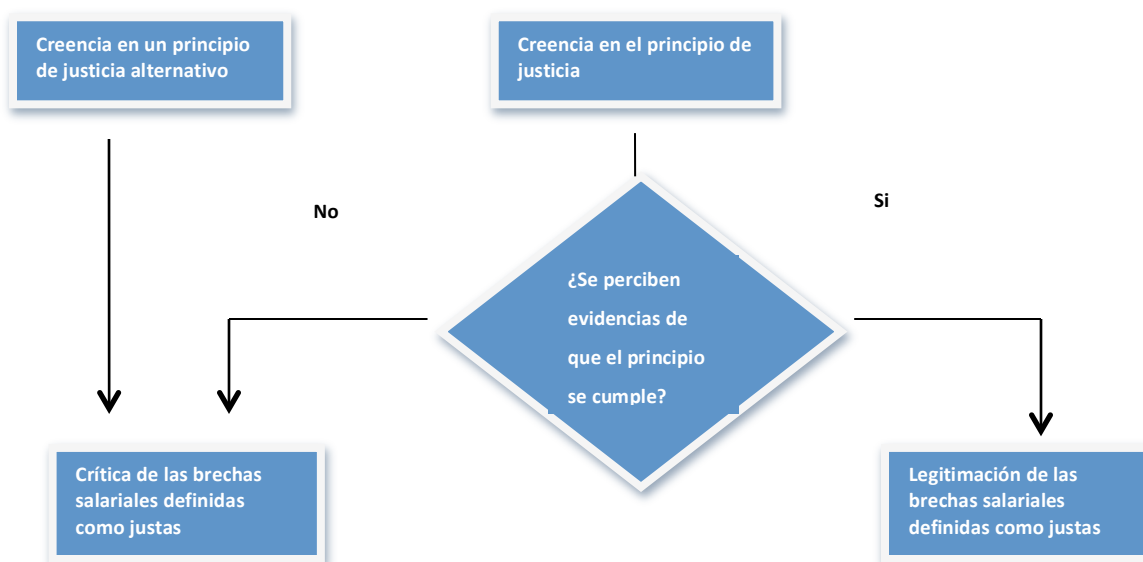 Creencia en un principio
de justicia alternativo
Creencia en el principio de
justicia
No
Si
¿Se perciben
evidencias de
que el principio
se cumple?
Crítica de las brechas
salariales definidas
como justas
Legitimación de las
brechas salariales
definidas como justas